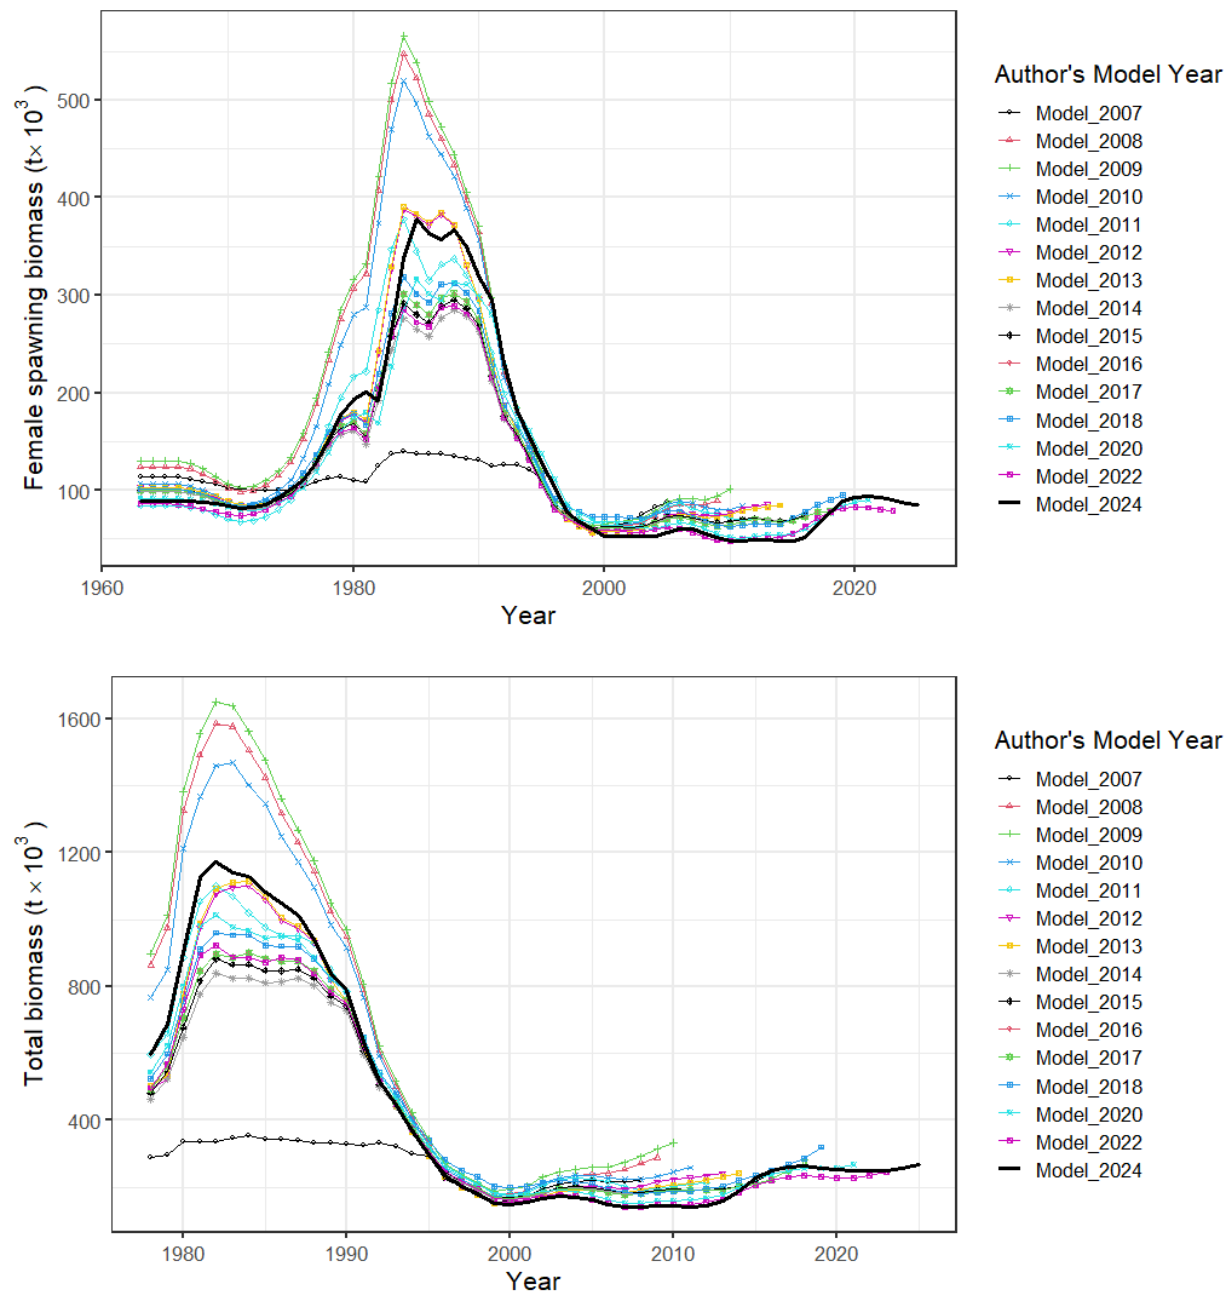 Female spawning biomass (t× 10³ )
500
400
300
200
100
1960
1980
2000
2020
Year
Author's Model Year
Model_2007
Model_2008
Model_2009
Model_2010
Model_2011
Model_2012
Model_2013
Model_2014
Model_2015
Model_2016
Model_2017
Model_2018
Model_2020
Model_2022
Model_2024
Total biomass (t × 10³ )
1600
1200
800
400
1980
1990
2000
2010
2020
Year
Author's Model Year
Model_2007
Model_2008
Model_2009
Model_2010
Model_2011
Model_2012
Model_2013
Model_2014
Model_2015
Model_2016
Model_2017
Model_2018
Model_2020
Model_2022
Model_2024